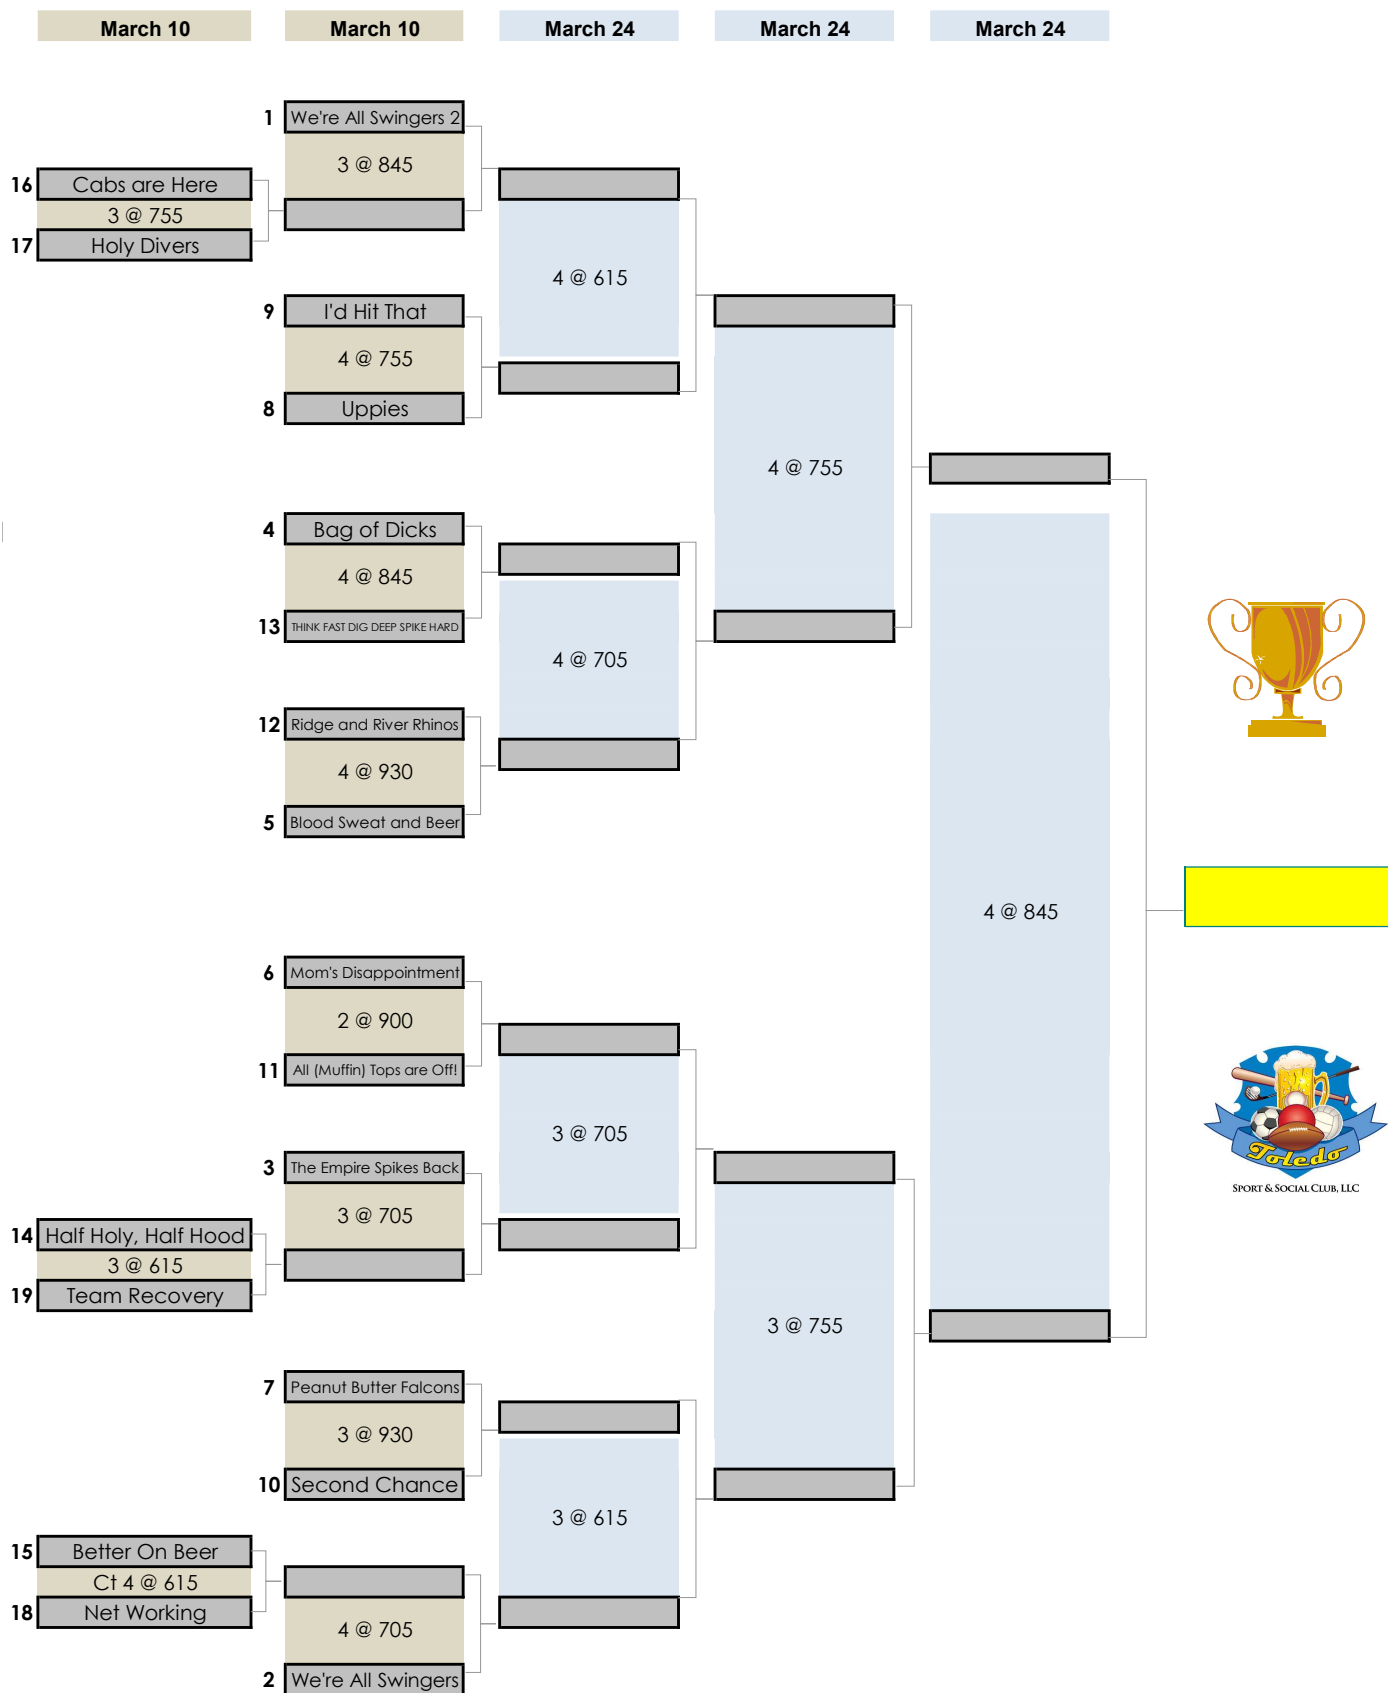 March 10
March 10
March 24
March 24
March 24
1 We're All Swingers 2
3 @ 845
16 Cabs are Here
3 @ 755
17 Holy Divers
4 @ 615
9 I'd Hit That
4 @ 755
8 Uppies
4 @ 755
4 Bag of Dicks
4 @ 845
13 THINK FAST DIG DEEP SPIKE HARD
4 @ 705
12 Ridge and River Rhinos
4 @ 930
5 Blood Sweat and Beer
4 @ 845
6 Mom's Disappointment
2 @ 900
11 All (Muffin) Tops are Off!
3 @ 705
Toledo
SPORT & SOCIAL CLUB, LLC
3 The Empire Spikes Back
3 @ 705
14 Half Holy, Half Hood
3 @ 615
19 Team Recovery
3 @ 755
7 Peanut Butter Falcons
3 @ 930
10 Second Chance
3 @ 615
15 Better On Beer
Ct 4 @ 615
18 Net Working
4 @ 705
2 We're All Swingers